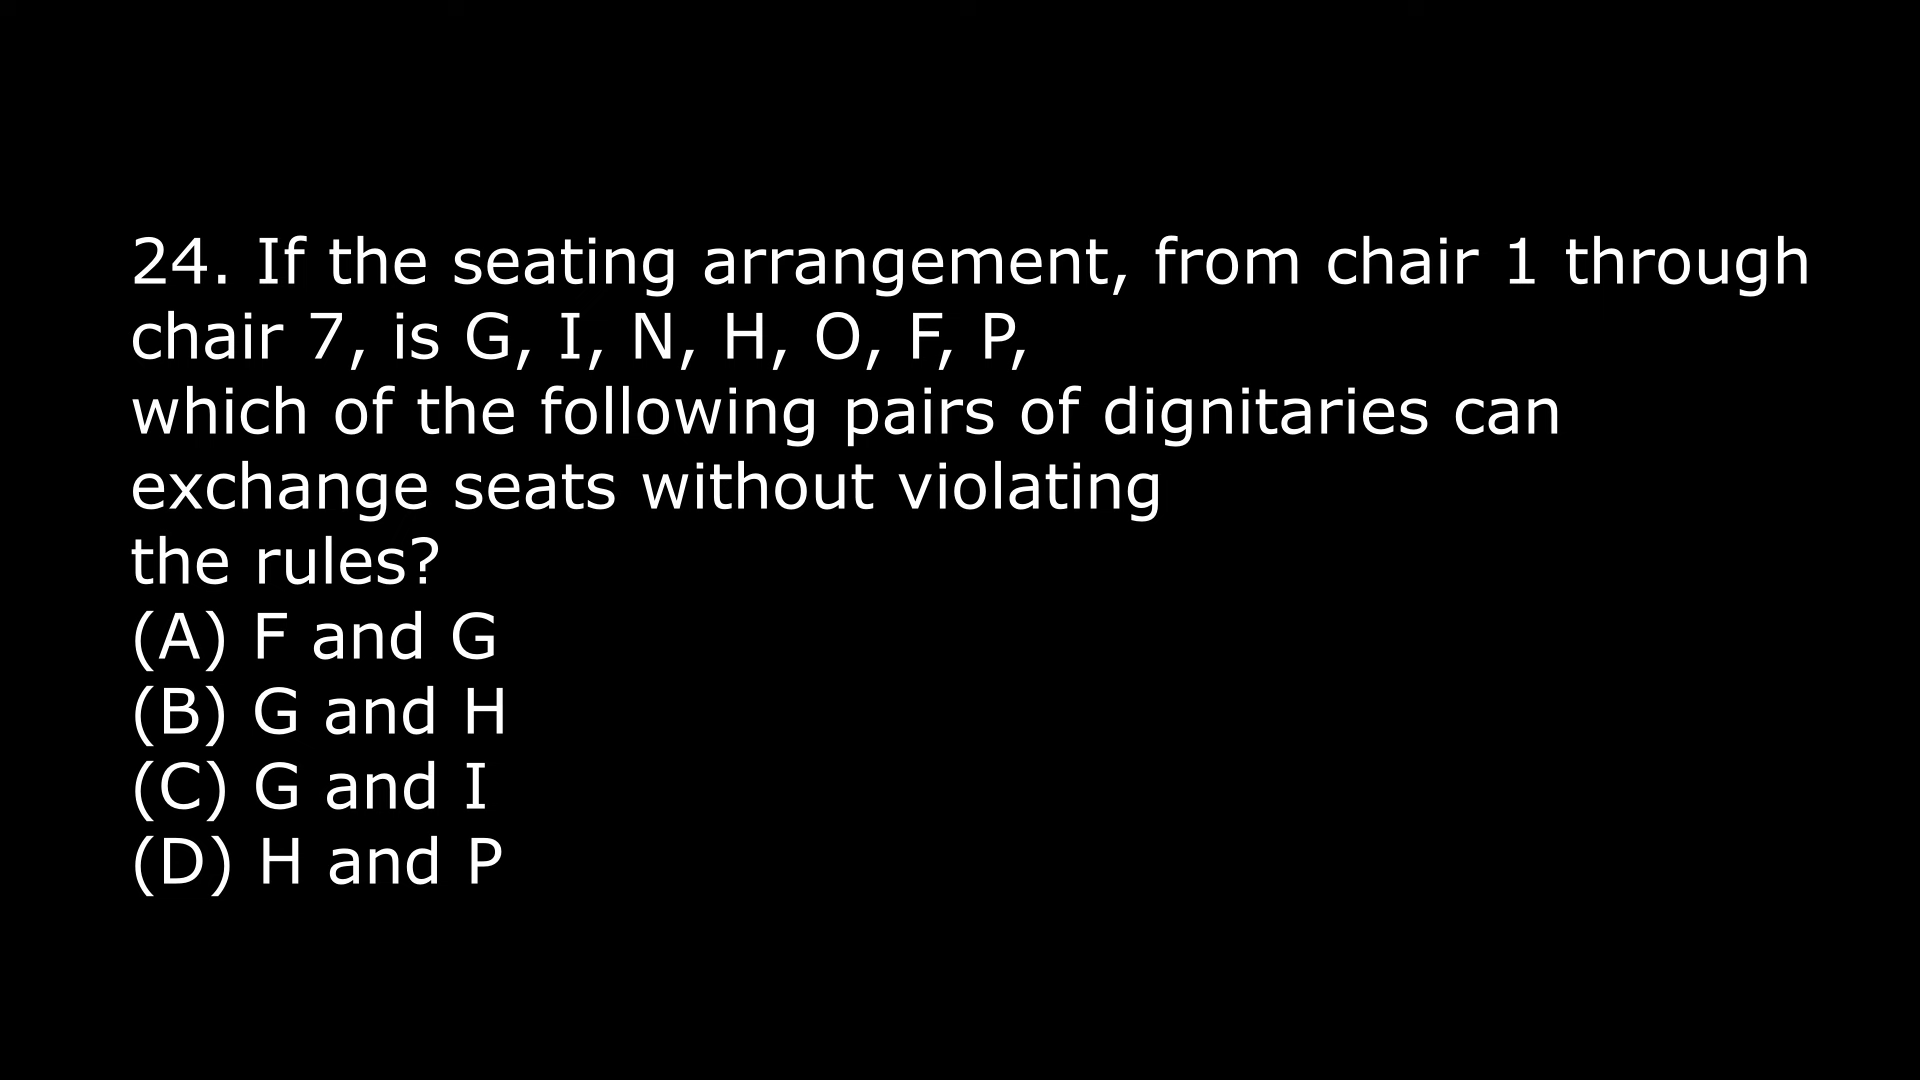 24. If the seating arrangement, from chair 1 through
chair 7, is G, I, N, H, O, F, P,
which of the following pairs of dignitaries can
exchange seats without violating
the rules?
(A) F and G
(B) G and H
(C) G and I
(D) H and P